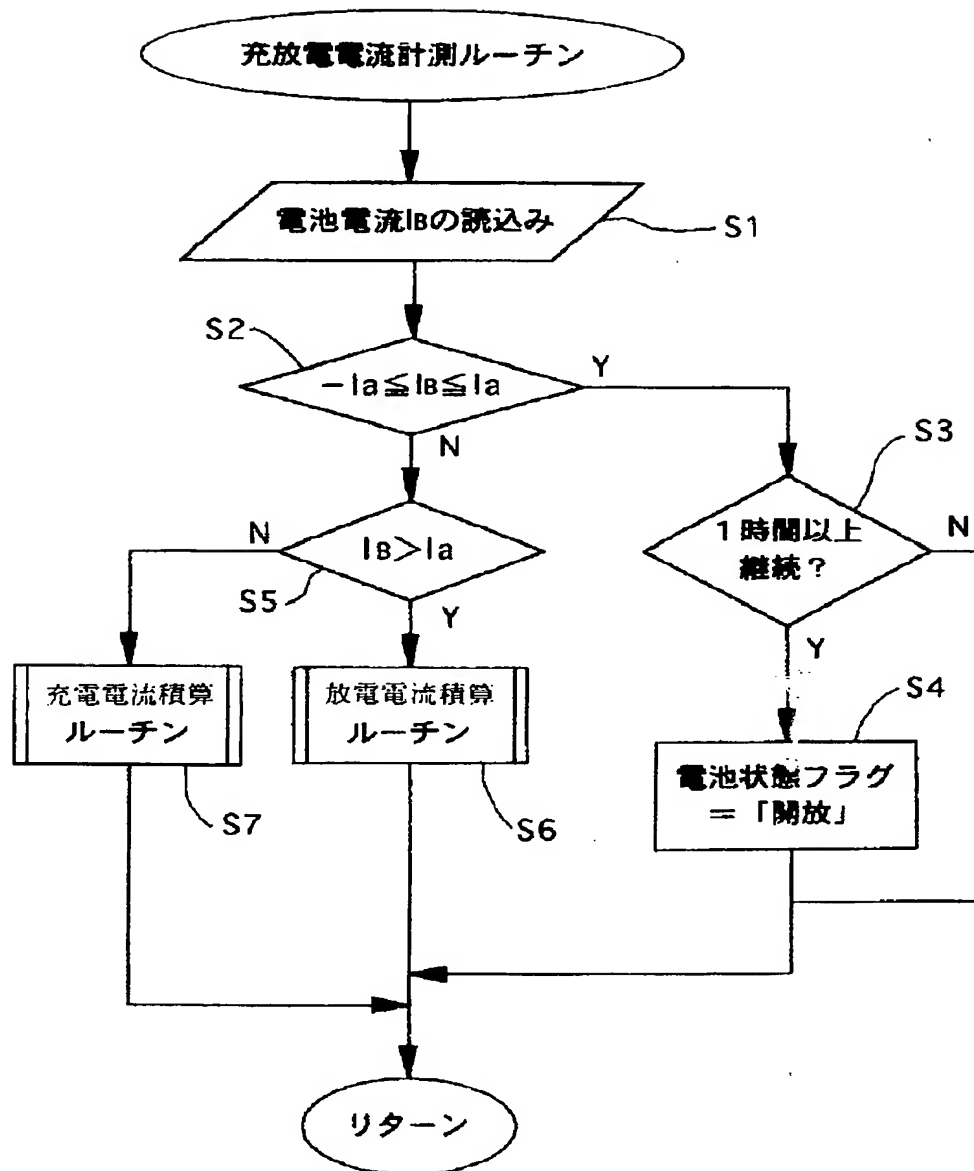 充放電電流計測ルーチン
電池電流IBの読込み
S1
S2
−Ia≦IB≦Ia
Y
N
S3
1時間以上
継続？
N
Y
N
IB＞Ia
S5
Y
S4
電池状態フラグ
＝「開放」
充電電流積算
ルーチン
S7
放電電流積算
ルーチン
S6
リターン